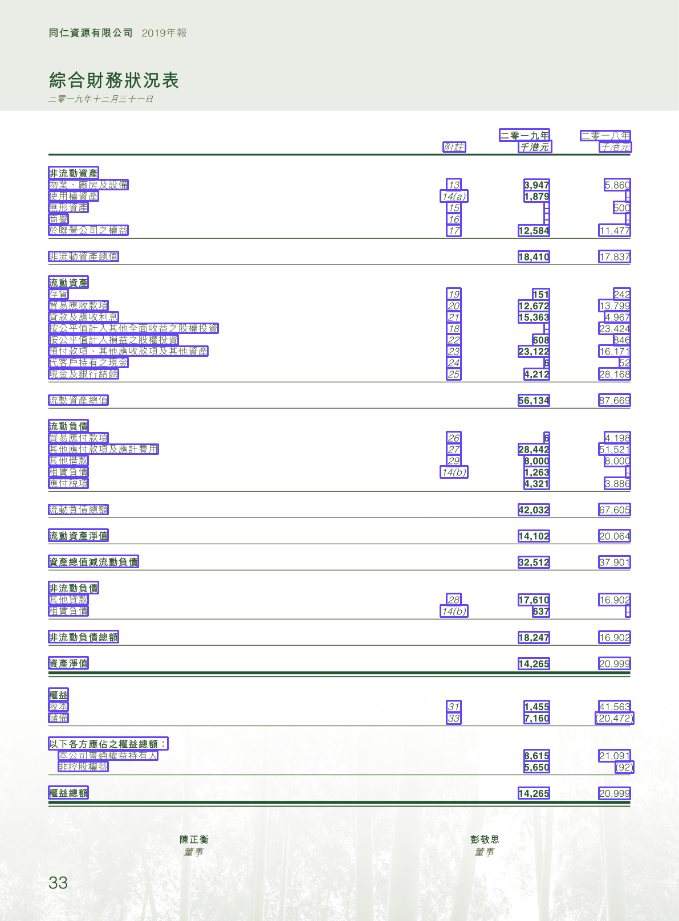 同仁資源有限公司 2019年報
綜合財務狀況表
二零一九年十二月三十一日
二零一九年 二零一八年
附註 千港元 千港元
非流動資產
物業、廠房及設備 13 3,947 5,860
使用權資產 14(a) 1,879 –
無形資產 15 – 500
商譽 16 – –
於聯營公司之權益 17 12,584 11,477
非流動資產總值 18,410 17,837
流動資產
存貨 19 151 242
貿易應收款項 20 12,672 13,799
貸款及應收利息 21 15,363 4,967
按公平值計入其他全面收益之股權投資 18 – 23,424
按公平值計入損益之股權投資 22 608 846
預付款項、其他應收款項及其他資產 23 23,122 16,171
代客戶持有之現金 24 6 52
現金及銀行結餘 25 4,212 28,168
流動資產總值 56,134 87,669
流動負債
貿易應付款項 26 6 4,198
其他應付款項及應計費用 27 28,442 51,521
其他借款 29 8,000 8,000
租賃負債 14(b) 1,263 –
應付稅項 4,321 3,886
流動負債總額 42,032 67,605
流動資產淨值 14,102 20,064
資產總值減流動負債 32,512 37,901
非流動負債
其他貸款 28 17,610 16,902
租賃負債 14(b) 637 –
非流動負債總額 18,247 16,902
資產淨值 14,265 20,999
權益
股本 31 1,455 41,563
儲備 33 7,160 (20,472)
以下各方應佔之權益總額：
本公司普通權益持有人 8,615 21,091
非控股權益 5,650 (92)
權益總額 14,265 20,999
陳正衡 彭敬思
董事 董事
33